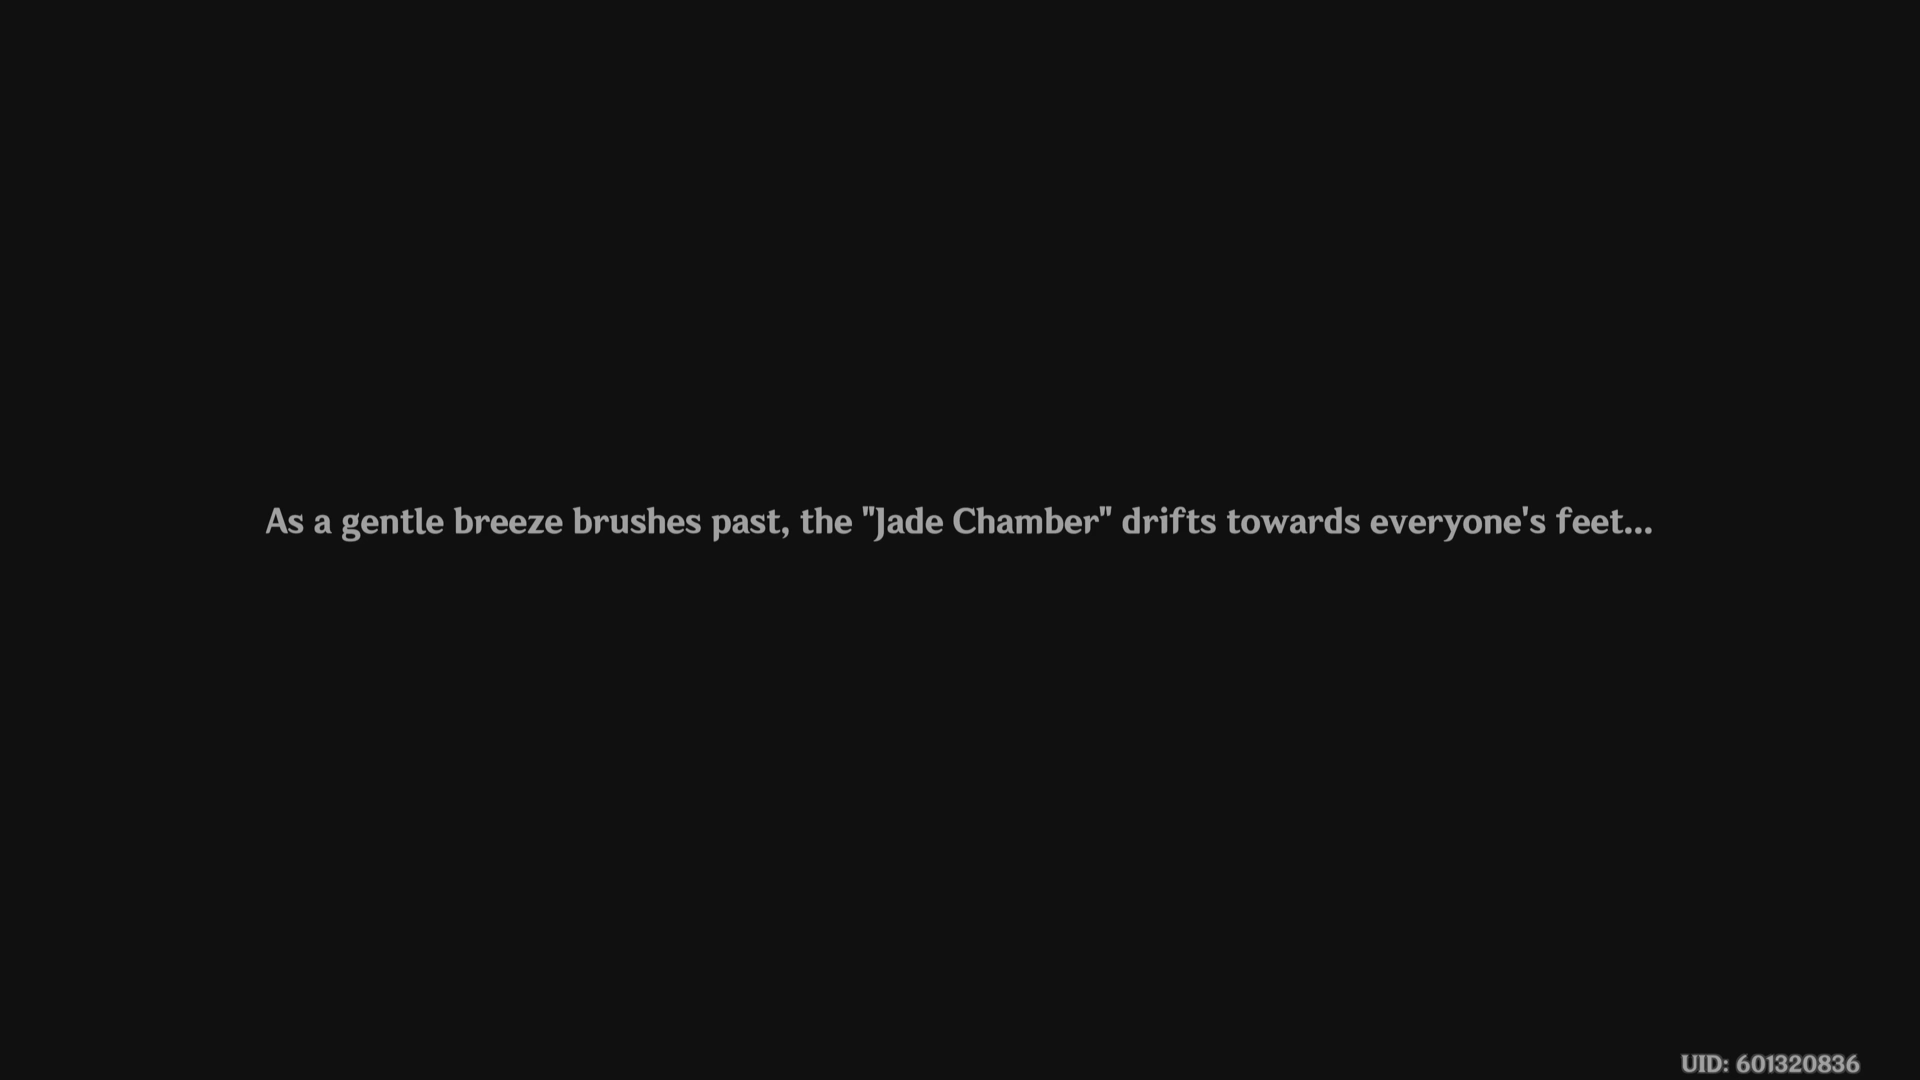 As a gentle breeze brushes past, the "Jade Chamber" drifts towards everyone's feet...
UID: 601320836